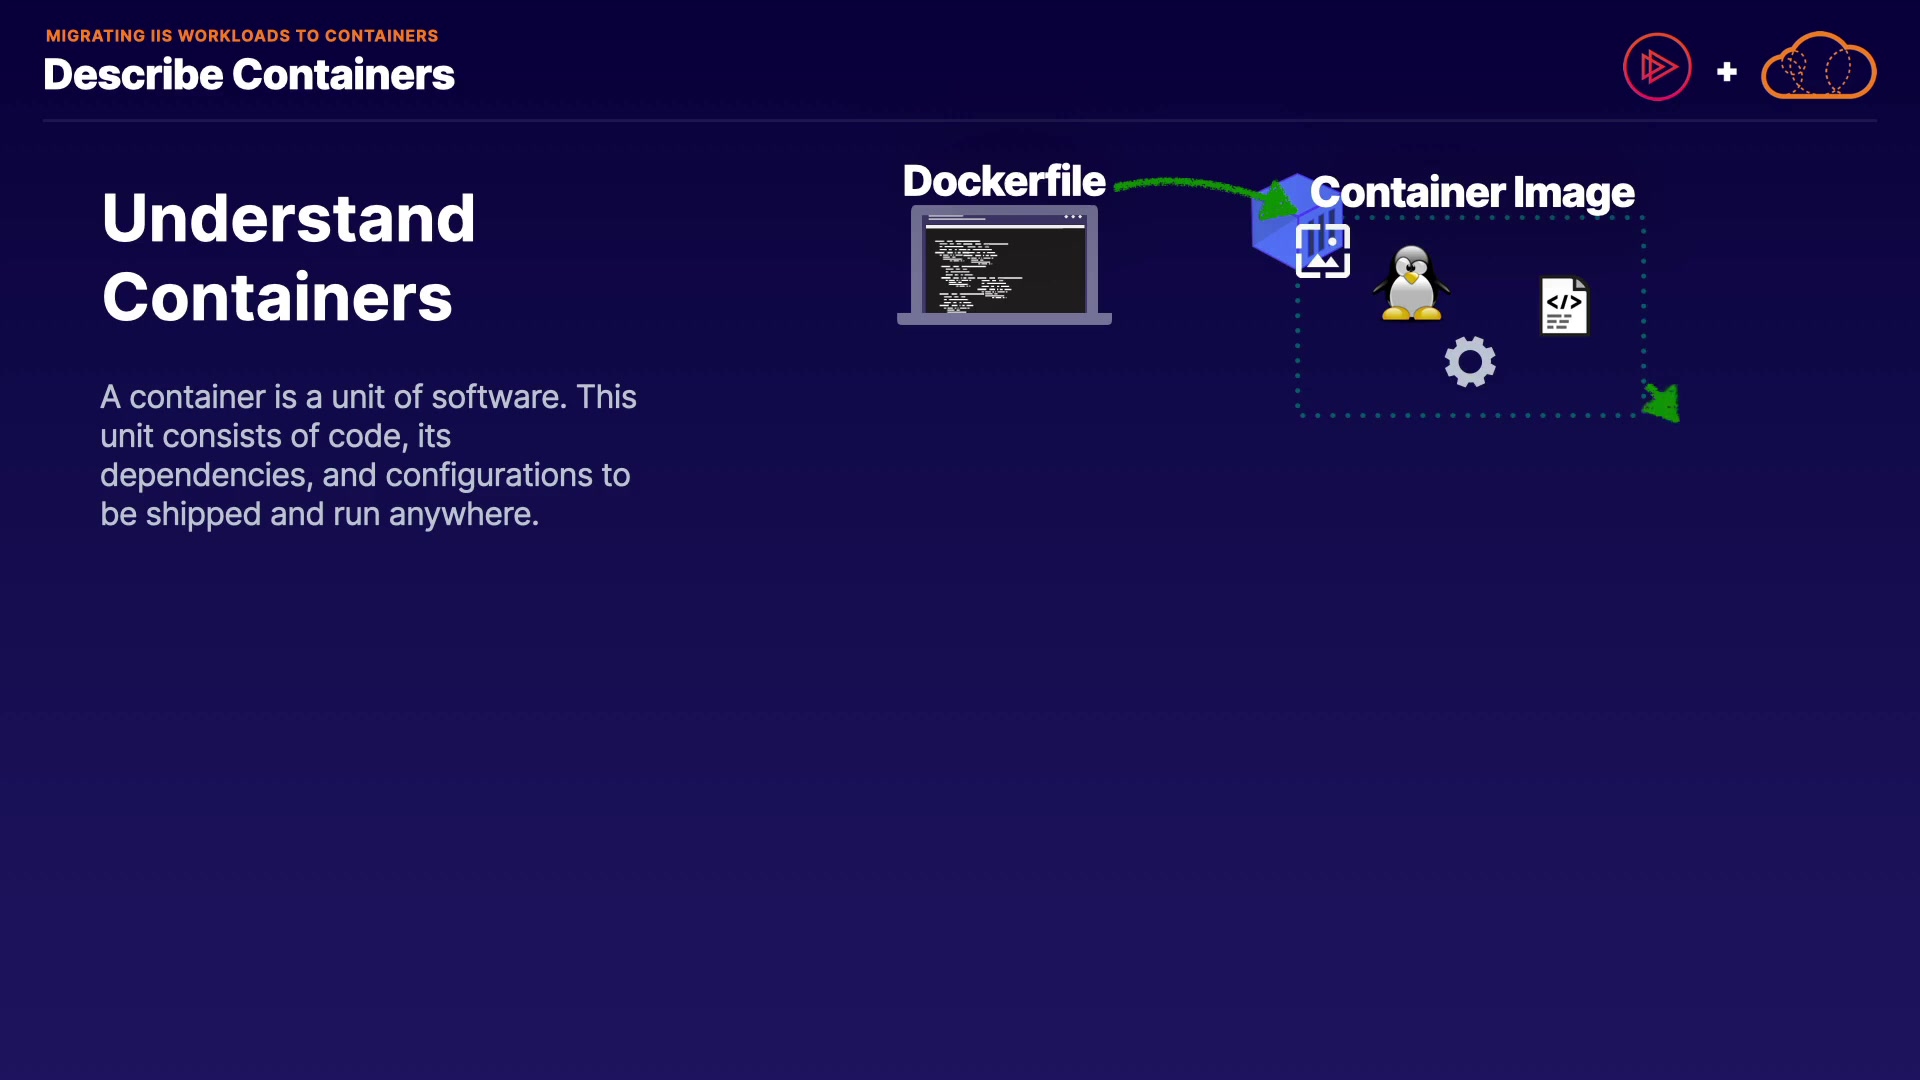 MIGRATING IIS WORKLOADS TO CONTAINERS
Describe Containers
Understand
Containers
A container is a unit of software. This
unit consists of code, its
dependencies, and configurations to
be shipped and run anywhere.
Dockerfile
Container Image